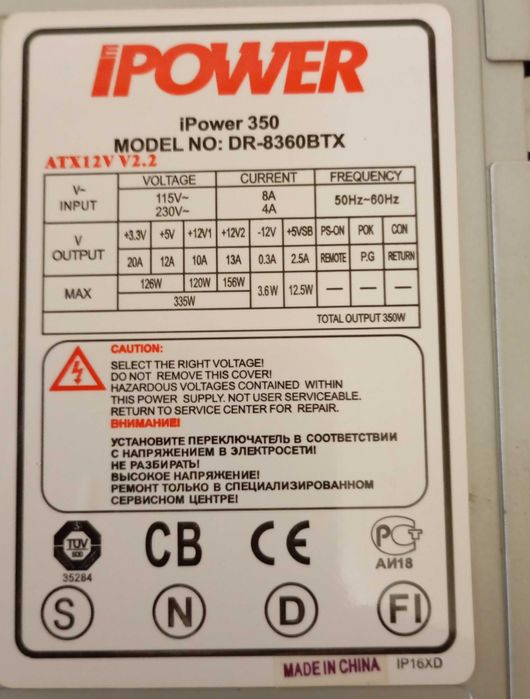 iPOWER
iPower 350
MODEL NO: DR-8360BTX
ATX12V V2.2
V~ INPUT VOLTAGE CURRENT FREQUENCY
115V~ 8A 50Hz~60Hz
230V~ 4A
V OUTPUT +3.3V +5V +12V1 +12V2 -12V +5VSB PS-ON POK CON
20A 12A 10A 13A 0.3A 2.5A REMOTE P.G RETURN
MAX 126W 120W 156W 3.6W 12.5W — — —
335W
TOTAL OUTPUT 350W
CAUTION:
SELECT THE RIGHT VOLTAGE!
DO NOT REMOVE THIS COVER!
HAZARDOUS VOLTAGES CONTAINED WITHIN
THIS POWER SUPPLY. NOT USER SERVICEABLE.
RETURN TO SERVICE CENTER FOR REPAIR.
ВНИМАНИЕ!
УСТАНОВИТЕ ПЕРЕКЛЮЧАТЕЛЬ В СООТВЕТСТВИИ
С НАПРЯЖЕНИЕМ В ЭЛЕКТРОСЕТИ!
НЕ РАЗБИРАТЬ!
ВЫСОКОЕ НАПРЯЖЕНИЕ!
РЕМОНТ ТОЛЬКО В СПЕЦИАЛИЗИРОВАННОМ
СЕРВИСНОМ ЦЕНТРЕ!
TÜV CB CE РСТ
35284 АИ18
S N D FI
MADE IN CHINA IP16XD